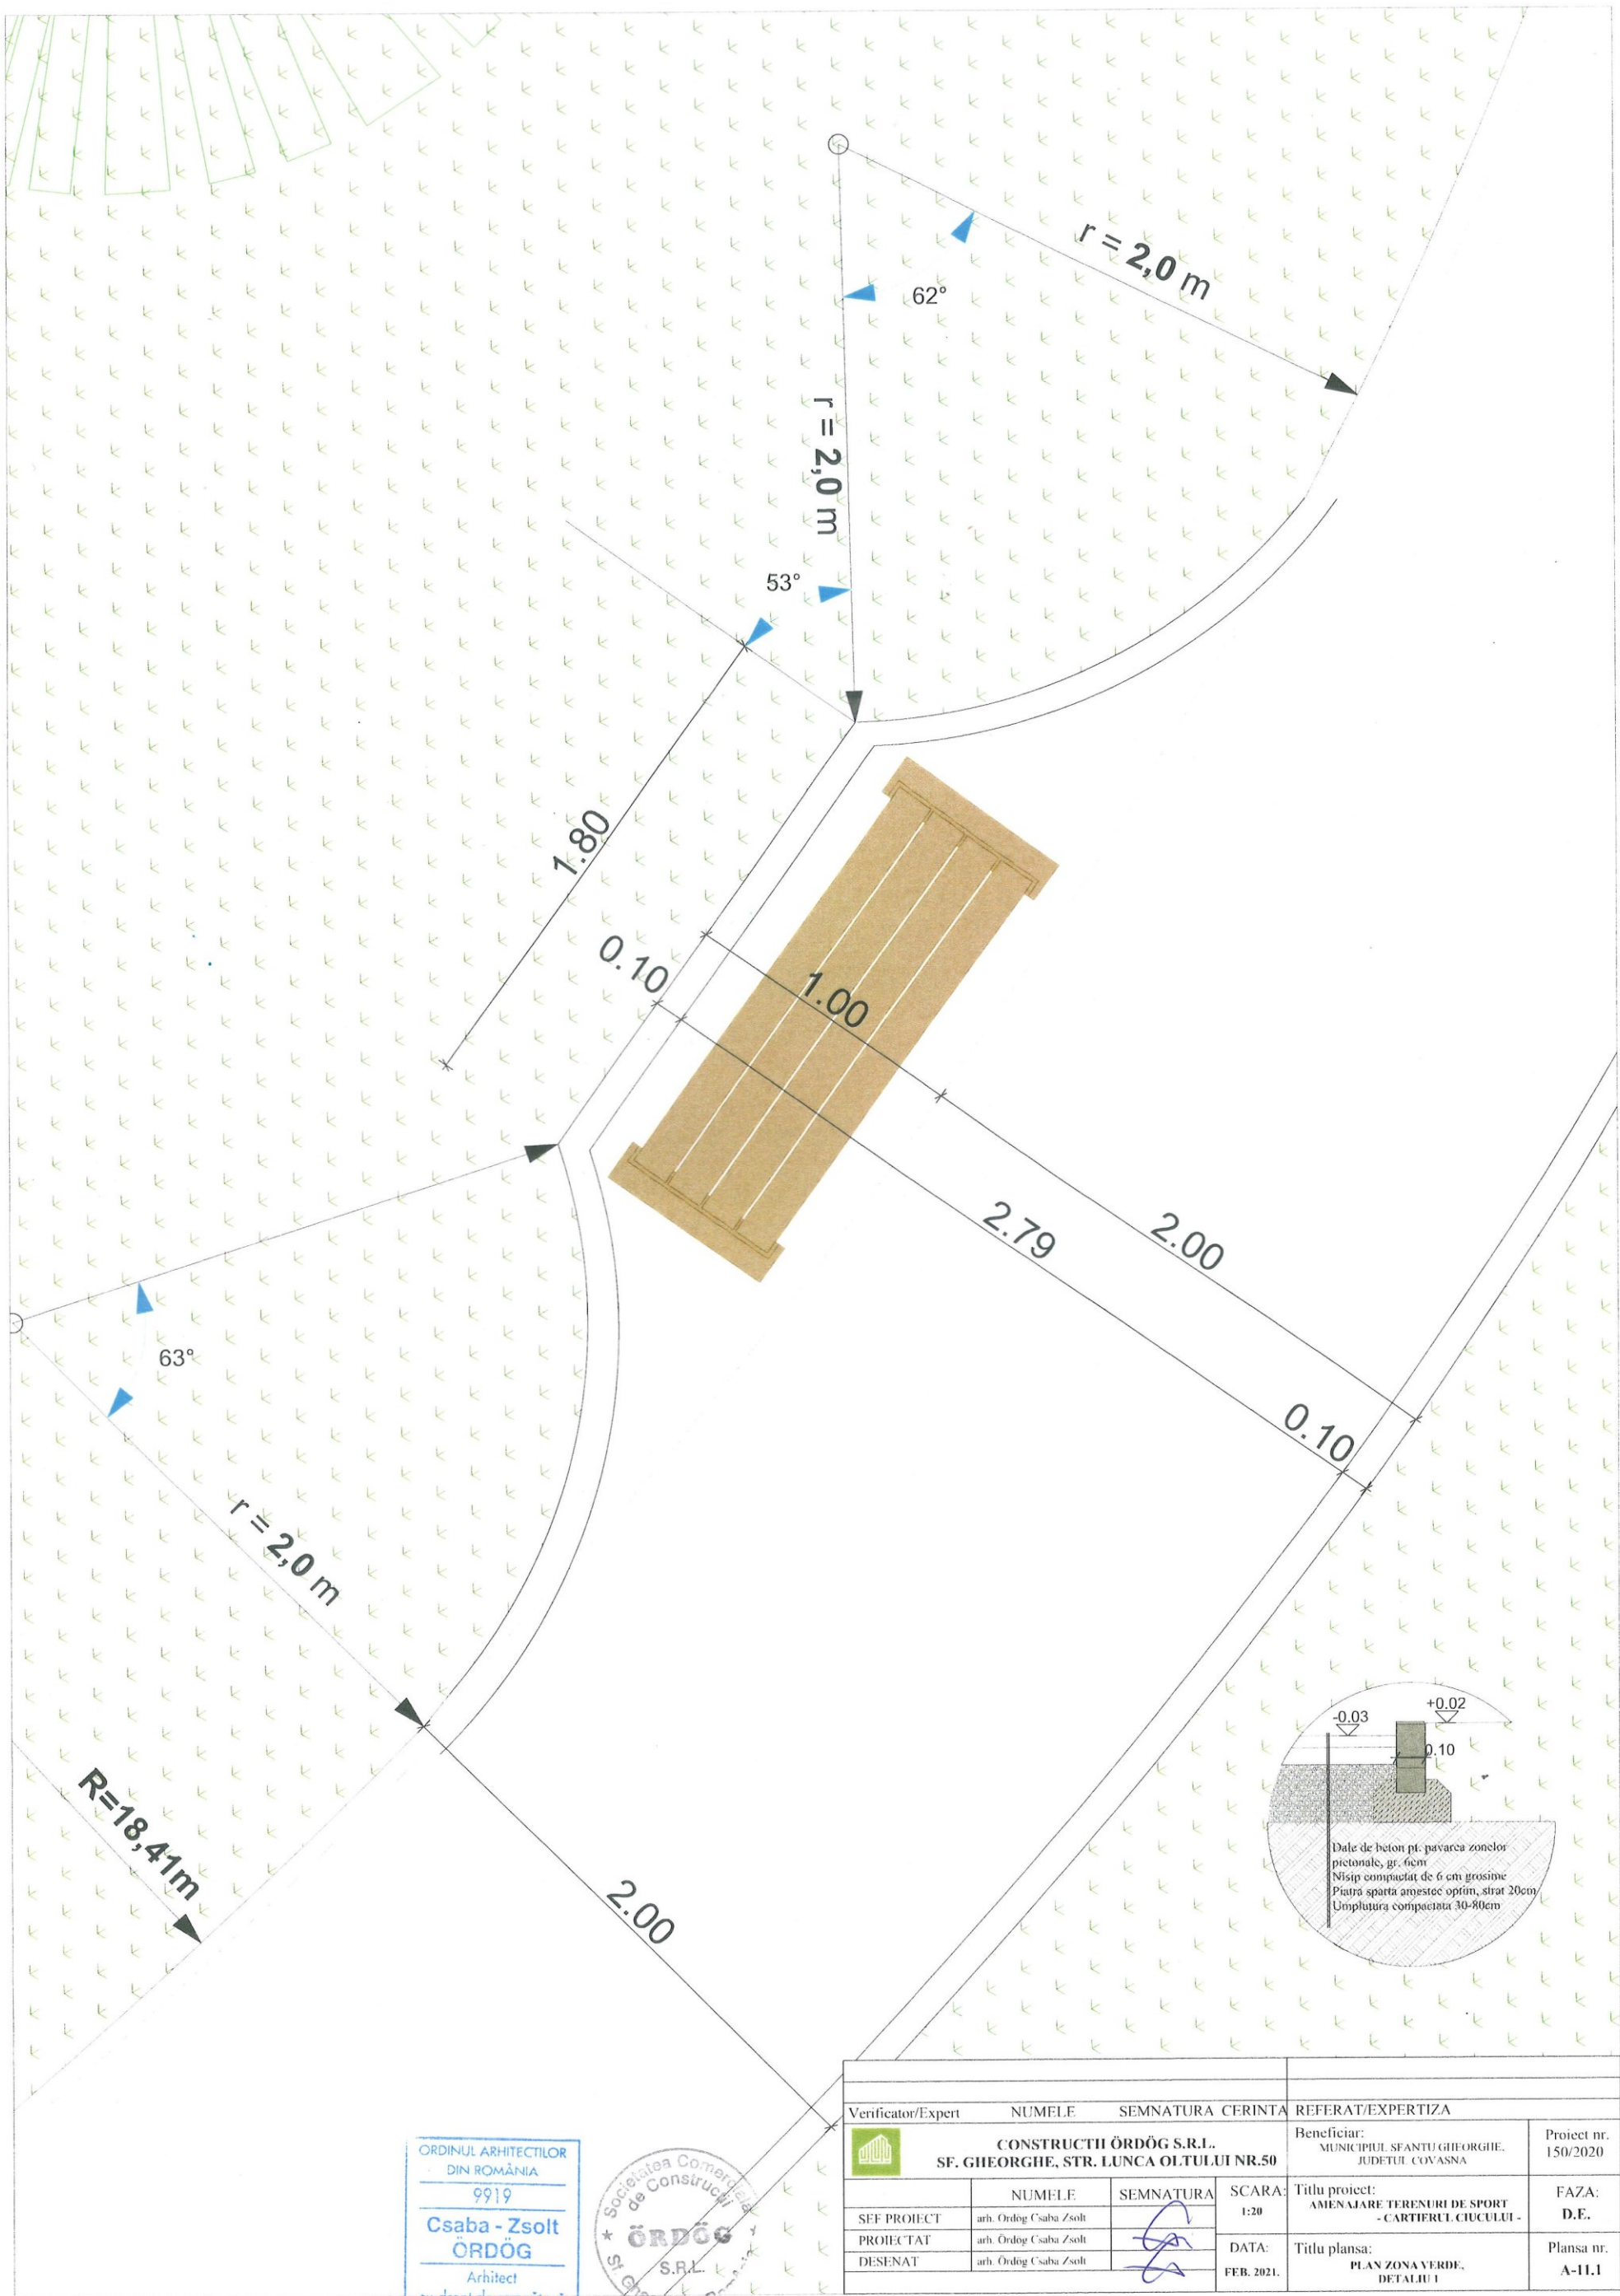 r = 2,0 m
62°
r = 2,0 m
53°
1.80
0.10
1.00
2.79
2.00
0.10
63°
r = 2,0 m
R=18,41m
2.00
-0.03
+0.02
0.10
Dale de beton pt. pavarea zonelor
pietonale, gr. 6cm
Nisip compactat de 6 cm grosime
Piatra sparta amestec optim, strat 20cm
Umplutura compactata 30-80cm
Verificator/Expert NUMELE SEMNATURA CERINTA REFERAT/EXPERTIZA
CONSTRUCTII ÖRDÖG S.R.L.
SF. GHEORGHE, STR. LUNCA OLTULUI NR.50
Beneficiar:
MUNICIPIUL SFANTU GHEORGHE,
JUDETUL COVASNA
Proiect nr.
150/2020
NUMELE SEMNATURA
SEF PROIECT arh. Ördög Csaba Zsolt
PROIECTAT arh. Ördög Csaba Zsolt
DESENAT arh. Ördög Csaba Zsolt
SCARA:
1:20
DATA:
FEB. 2021.
Titlu proiect:
AMENAJARE TERENURI DE SPORT
- CARTIERUL CIUCULUI -
FAZA:
D.E.
Titlu plansa:
PLAN ZONA VERDE,
DETALIU 1
Plansa nr.
A-11.1
ORDINUL ARHITECTILOR
DIN ROMÂNIA
9919
Csaba - Zsolt
ÖRDÖG
Arhitect
Societatea Comerciala
de Constructii
ÖRDÖG
S.R.L.